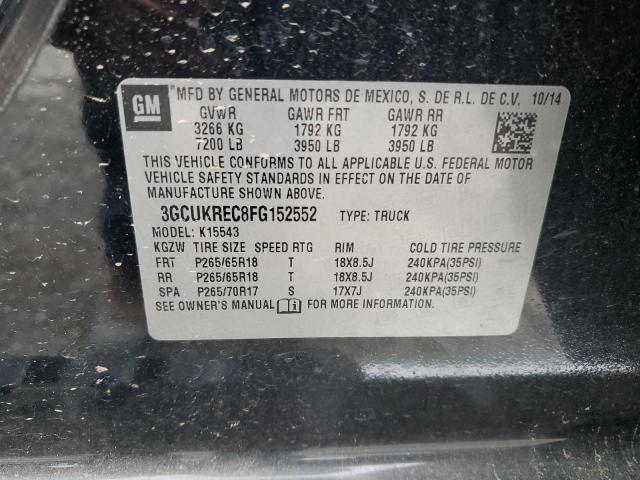 GM MFD BY GENERAL MOTORS DE MEXICO, S. DE R.L. DE C.V. 10/14
GVWR GAWR FRT GAWR RR
3266 KG 1792 KG 1792 KG
7200 LB 3950 LB 3950 LB
THIS VEHICLE CONFORMS TO ALL APPLICABLE U.S. FEDERAL MOTOR
VEHICLE SAFETY STANDARDS IN EFFECT ON THE DATE OF
MANUFACTURE SHOWN ABOVE.
3GCUKREC8FG152552 TYPE: TRUCK
MODEL: K15543
KGZW TIRE SIZE SPEED RTG RIM COLD TIRE PRESSURE
FRT P265/65R18 T 18X8.5J 240KPA(35PSI)
RR P265/65R18 T 18X8.5J 240KPA(35PSI)
SPA P265/70R17 S 17X7J 240KPA(35PSI)
SEE OWNER'S MANUAL FOR ADDITIONAL INFORMATION.